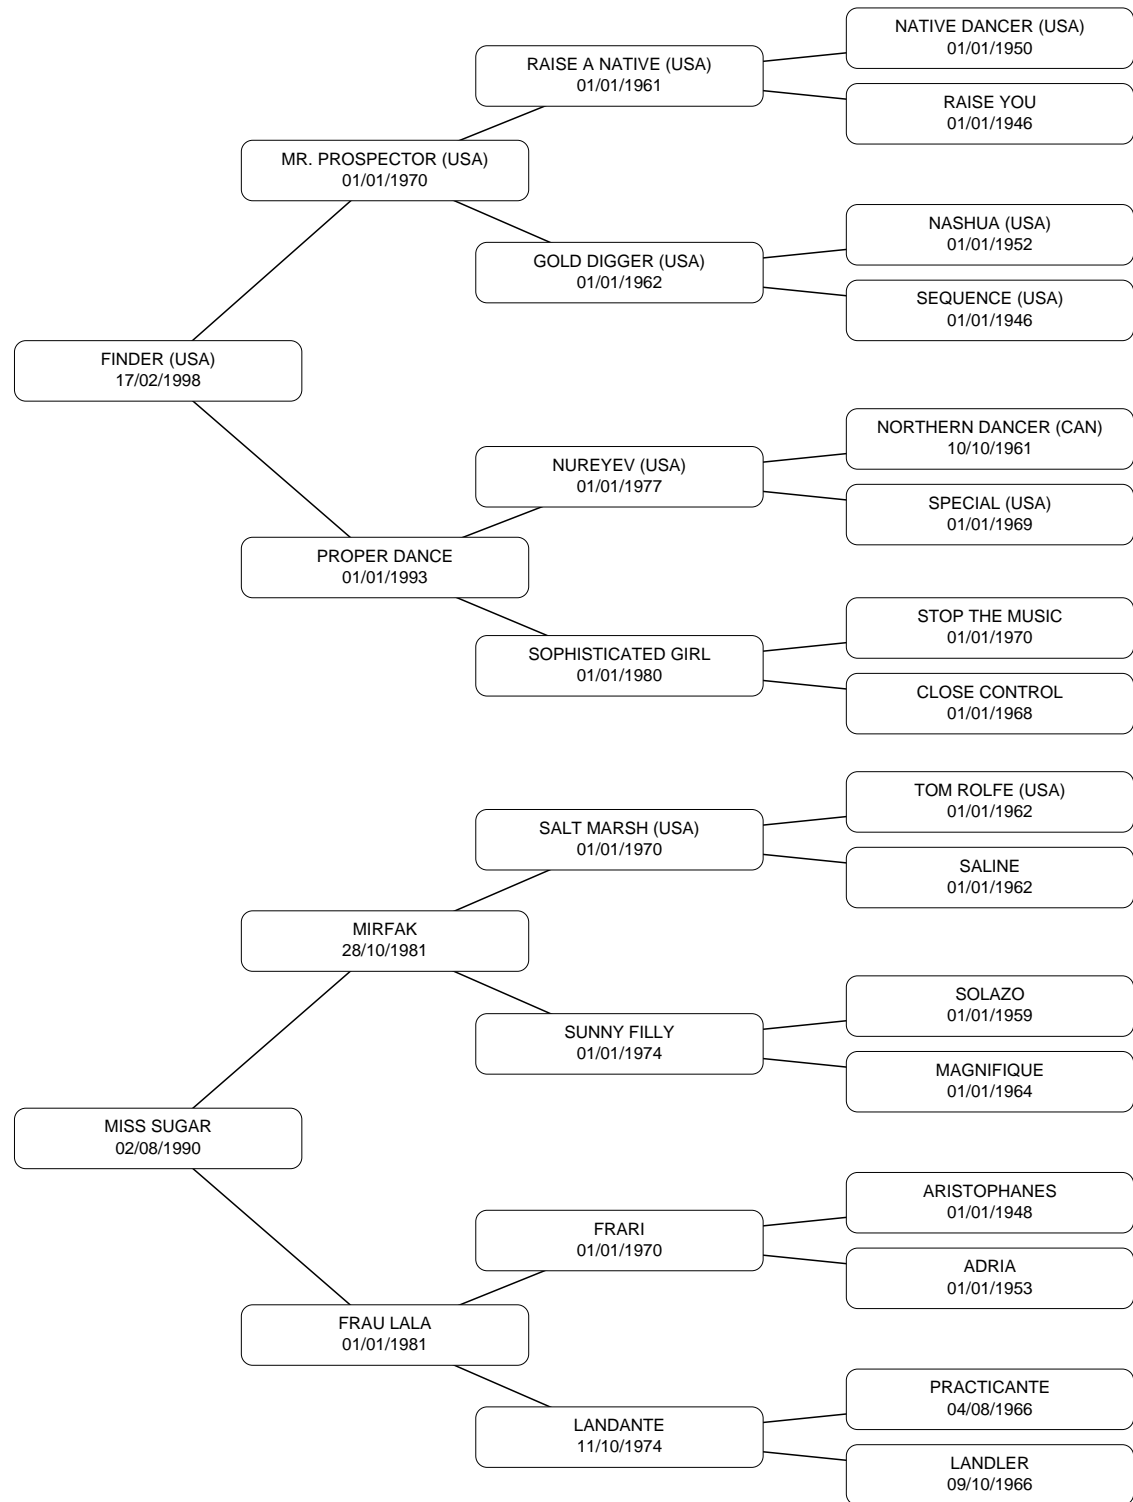 NATIVE DANCER (USA)
01/01/1950
RAISE A NATIVE (USA)
01/01/1961
RAISE YOU
01/01/1946
MR. PROSPECTOR (USA)
01/01/1970
NASHUA (USA)
01/01/1952
GOLD DIGGER (USA)
01/01/1962
SEQUENCE (USA)
01/01/1946
FINDER (USA)
17/02/1998
NORTHERN DANCER (CAN)
10/10/1961
NUREYEV (USA)
01/01/1977
SPECIAL (USA)
01/01/1969
PROPER DANCE
01/01/1993
STOP THE MUSIC
01/01/1970
SOPHISTICATED GIRL
01/01/1980
CLOSE CONTROL
01/01/1968
TOM ROLFE (USA)
01/01/1962
SALT MARSH (USA)
01/01/1970
SALINE
01/01/1962
MIRFAK
28/10/1981
SOLAZO
01/01/1959
SUNNY FILLY
01/01/1974
MAGNIFIQUE
01/01/1964
MISS SUGAR
02/08/1990
ARISTOPHANES
01/01/1948
FRARI
01/01/1970
ADRIA
01/01/1953
FRAU LALA
01/01/1981
PRACTICANTE
04/08/1966
LANDANTE
11/10/1974
LANDLER
09/10/1966